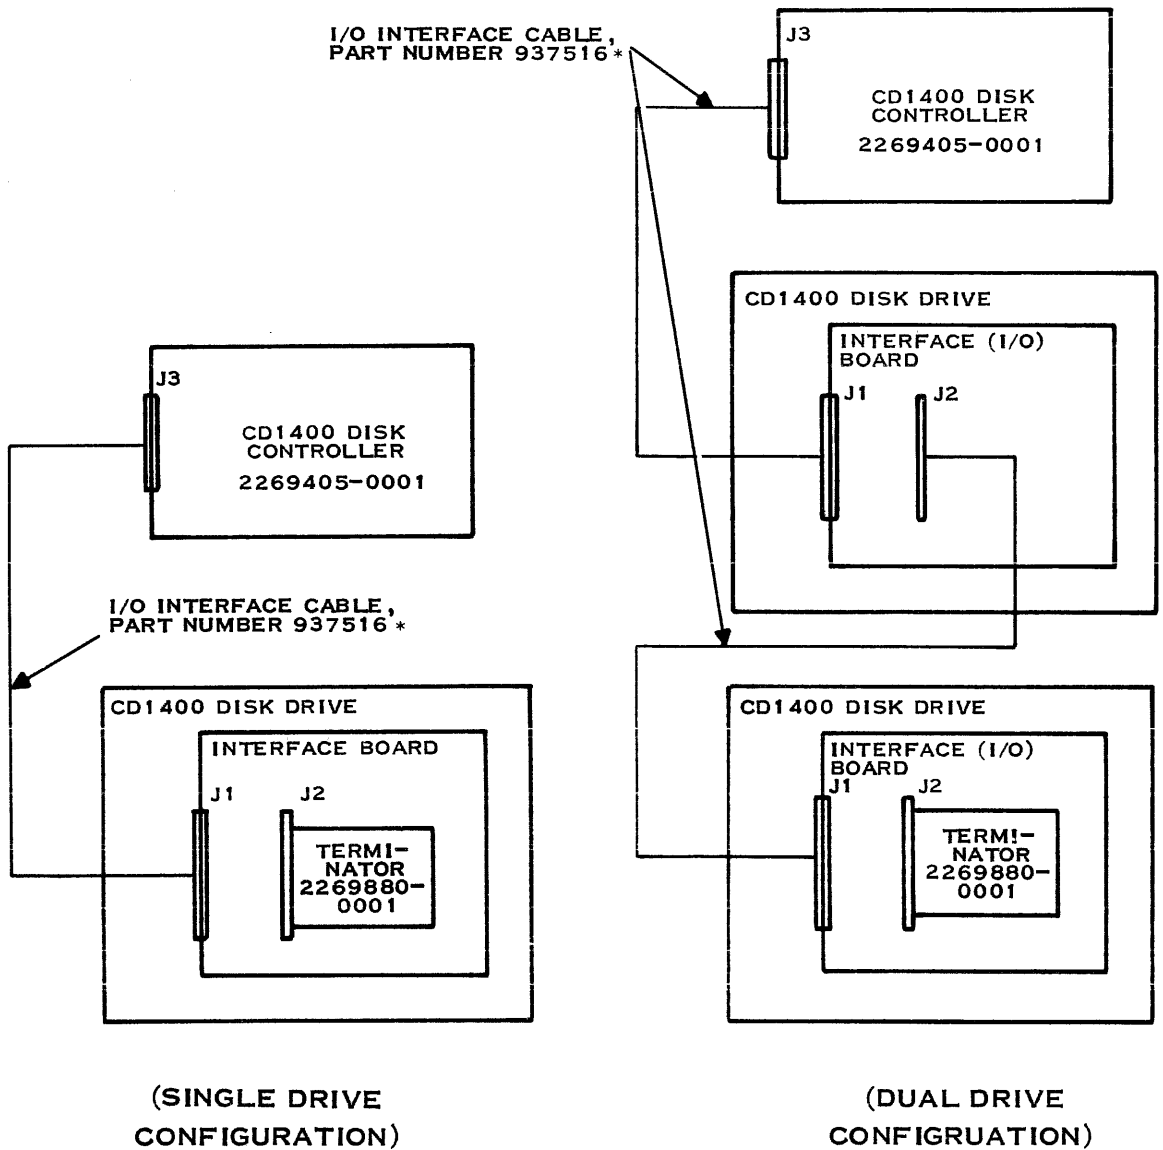 I/O INTERFACE CABLE,
PART NUMBER 937516*
J3
CD1400 DISK
CONTROLLER
2269405-0001
CD1400 DISK DRIVE
INTERFACE (I/O)
BOARD
J1
J2
J3
CD1400 DISK
CONTROLLER
2269405-0001
I/O INTERFACE CABLE,
PART NUMBER 937516*
CD1400 DISK DRIVE
INTERFACE BOARD
J1
J2
TERMI-
NATOR
2269880-
0001
CD1400 DISK DRIVE
INTERFACE (I/O)
BOARD
J1
J2
TERMI-
NATOR
2269880-
0001
(SINGLE DRIVE
CONFIGURATION)
(DUAL DRIVE
CONFIGRUATION)